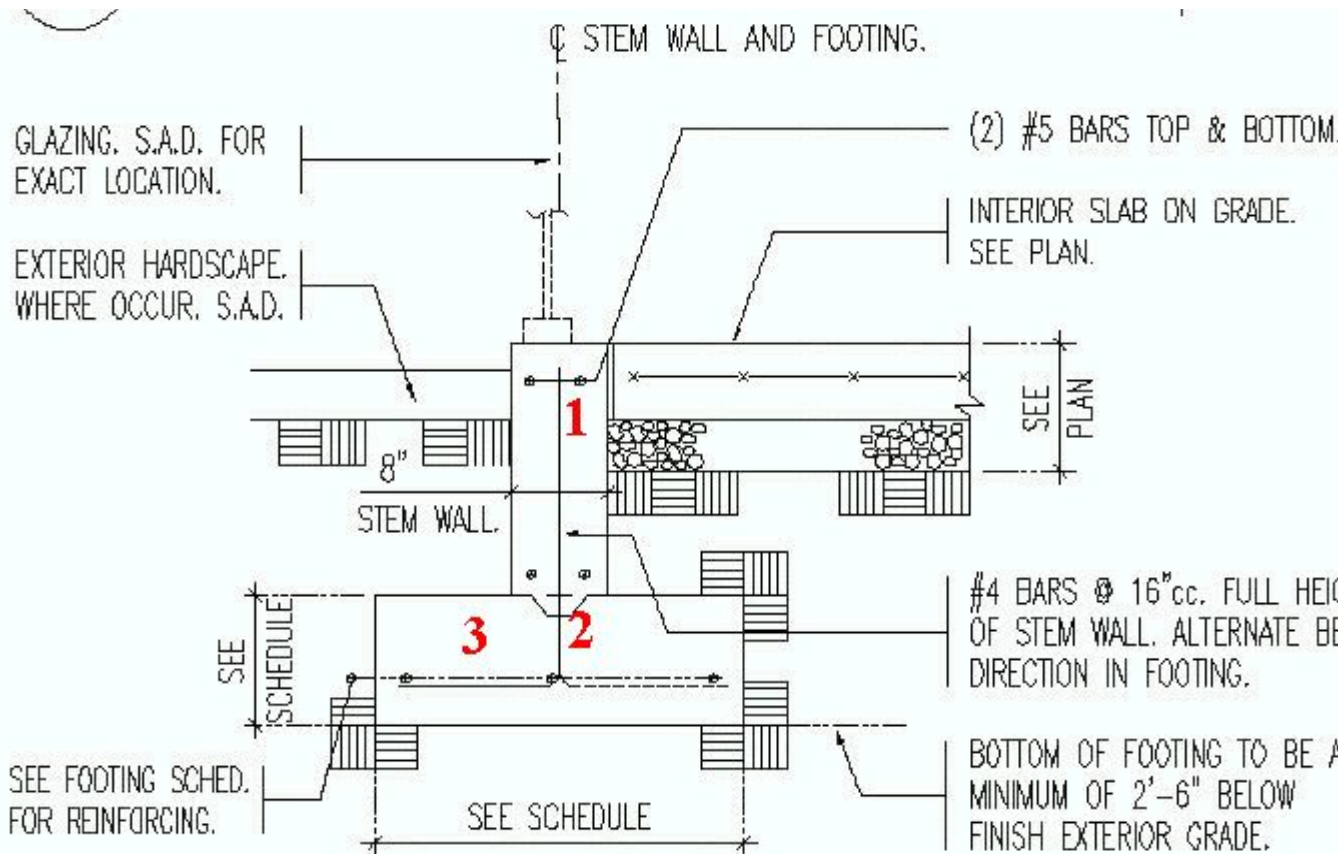 ℄ STEM WALL AND FOOTING.
GLAZING. S.A.D. FOR
EXACT LOCATION.
(2) #5 BARS TOP & BOTTOM.
INTERIOR SLAB ON GRADE.
SEE PLAN.
EXTERIOR HARDSCAPE.
WHERE OCCUR. S.A.D.
1
SEE
PLAN
8"
STEM WALL.
#4 BARS @ 16"cc. FULL HEIG
OF STEM WALL. ALTERNATE BE
DIRECTION IN FOOTING.
3
2
SEE
SCHEDULE
SEE FOOTING SCHED.
FOR REINFORCING.
SEE SCHEDULE
BOTTOM OF FOOTING TO BE A
MINIMUM OF 2'-6" BELOW
FINISH EXTERIOR GRADE.